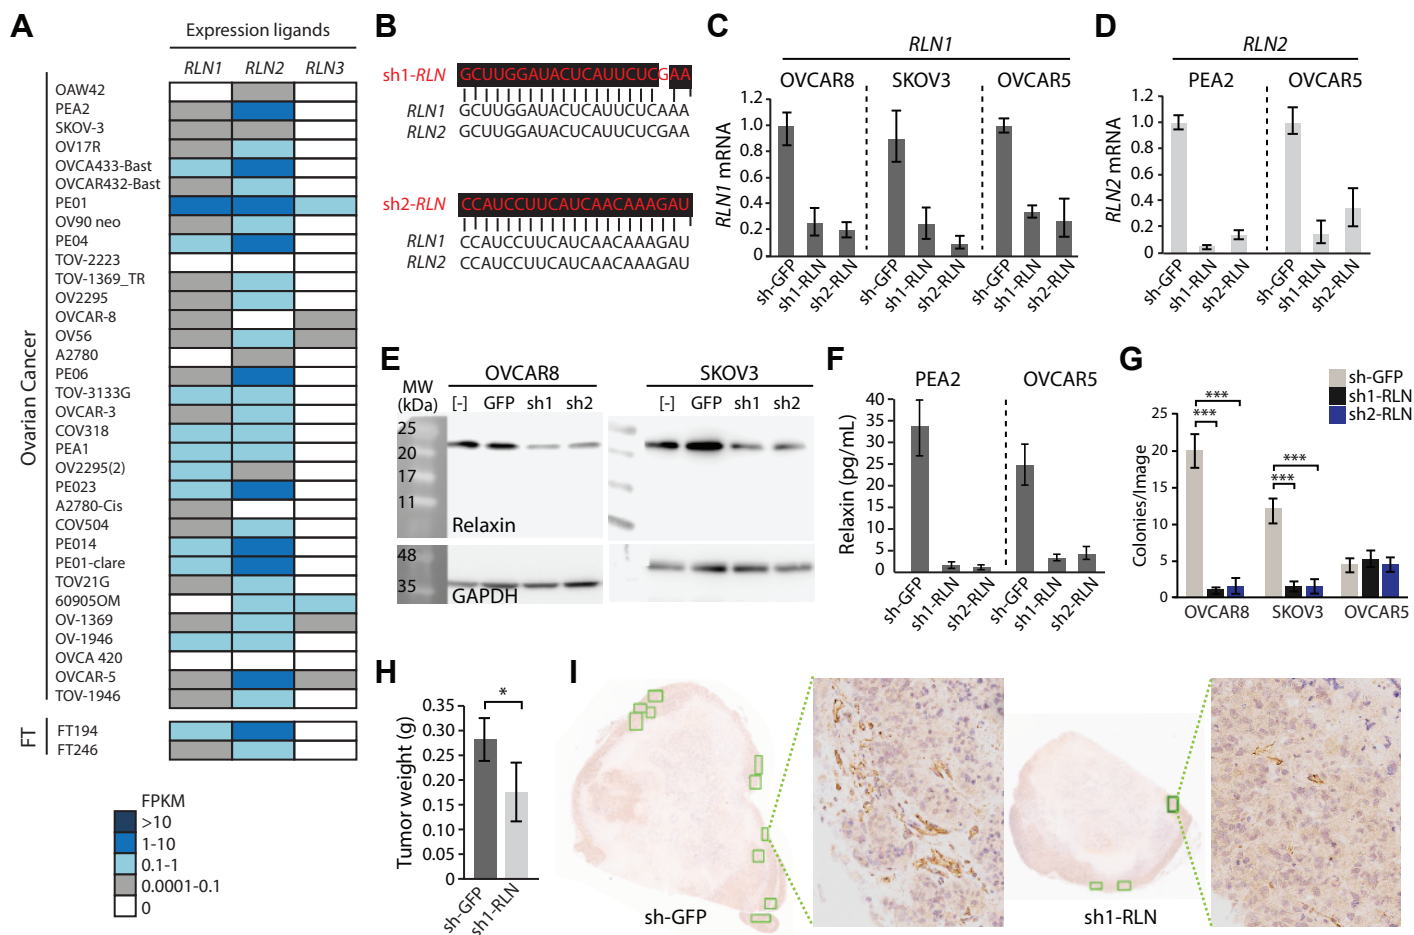 A
Expression ligands
RLN1 RLN2 RLN3
Ovarian Cancer
OAW42
PEA2
SKOV-3
OV17R
OVCA433-Bast
OVCAR432-Bast
PE01
OV90 neo
PE04
TOV-2223
TOV-1369_TR
OV2295
OVCAR-8
OV56
A2780
PE06
TOV-3133G
OVCAR-3
COV318
PEA1
OV2295(2)
PE023
A2780-Cis
COV504
PE014
PE01-clare
TOV21G
60905OM
OV-1369
OV-1946
OVCA 420
OVCAR-5
TOV-1946
FT
FT194
FT246
FPKM
>10
1-10
0.1-1
0.0001-0.1
0
B
sh1-RLN GCUUGGAUACUCAUUCUCGAA
RLN1 GCUUGGAUACUCAUUCUCAAA
RLN2 GCUUGGAUACUCAUUCUCGAA
sh2-RLN CCAUCCUUCAUCAACAAAGAU
RLN1 CCAUCCUUCAUCAACAAAGAU
RLN2 CCAUCCUUCAUCAACAAAGAU
C
RLN1
OVCAR8 SKOV3 OVCAR5
RLN1 mRNA
1.2
1.0
0.8
0.6
0.4
0.2
0
sh-GFP sh1-RLN sh2-RLN sh-GFP sh1-RLN sh2-RLN sh-GFP sh1-RLN sh2-RLN
D
RLN2
PEA2 OVCAR5
RLN2 mRNA
1.2
1.0
0.8
0.6
0.4
0.2
0
sh-GFP sh1-RLN sh2-RLN sh-GFP sh1-RLN sh2-RLN
E
OVCAR8 SKOV3
MW
(kDa)
[-] GFP sh1 sh2 [-] GFP sh1 sh2
25
20
17
11
Relaxin
48
35
GAPDH
F
PEA2 OVCAR5
Relaxin (pg/mL)
40
35
30
25
20
15
10
5
0
sh-GFP sh1-RLN sh2-RLN sh-GFP sh1-RLN sh2-RLN
G
sh-GFP
sh1-RLN
sh2-RLN
Colonies/Image
25
20
15
10
5
0
***
***
***
***
OVCAR8 SKOV3 OVCAR5
H
Tumor weight (g)
0.35
0.30
0.25
0.20
0.15
0.10
0.05
0
*
sh-GFP sh1-RLN
I
sh-GFP
sh1-RLN